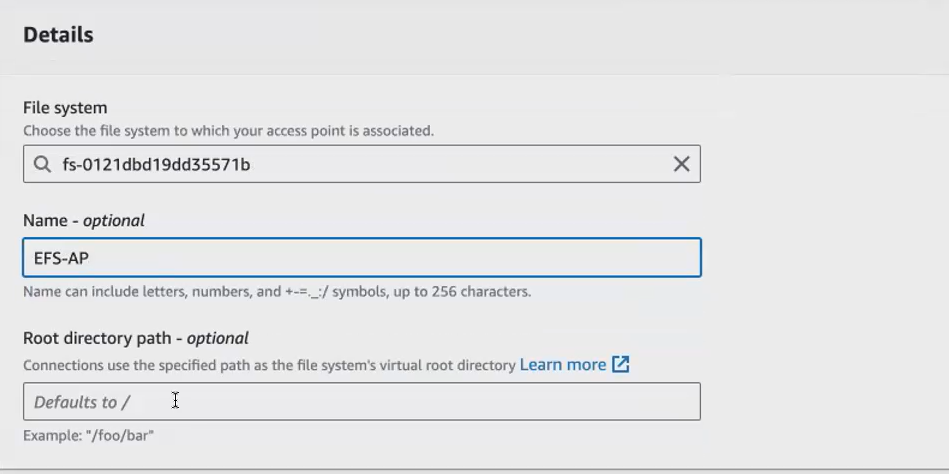 Details
File system
Choose the file system to which your access point is associated.
fs-0121dbd19dd35571b
Name - optional
EFS-AP
Name can include letters, numbers, and +-=._:/ symbols, up to 256 characters.
Root directory path - optional
Connections use the specified path as the file system's virtual root directory Learn more
Defaults to /
Example: "/foo/bar"